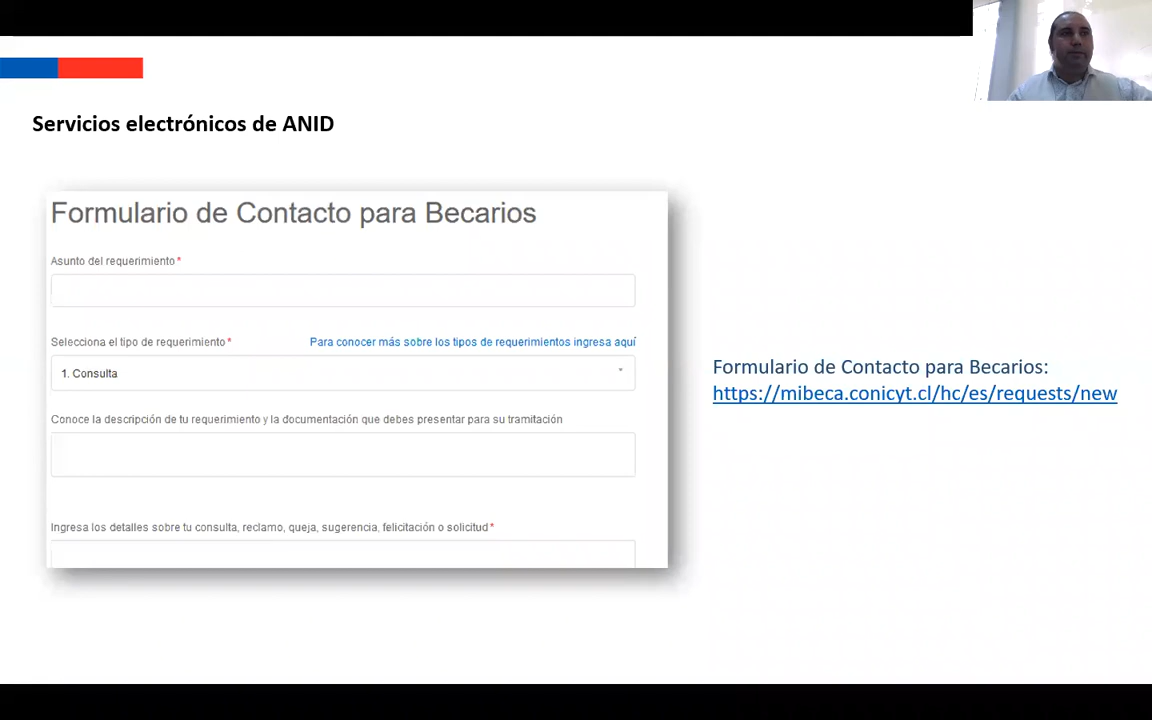 Servicios electrónicos de ANID
Formulario de Contacto para Becarios
Asunto del requerimiento*
Selecciona el tipo de requerimiento*
Para conocer más sobre los tipos de requerimientos ingresa aquí
1. Consulta
Conoce la descripción de tu requerimiento y la documentación que debes presentar para su tramitación
Ingresa los detalles sobre tu consulta, reclamo, queja, sugerencia, felicitación o solicitud*
Formulario de Contacto para Becarios:
https://mibeca.conicyt.cl/hc/es/requests/new